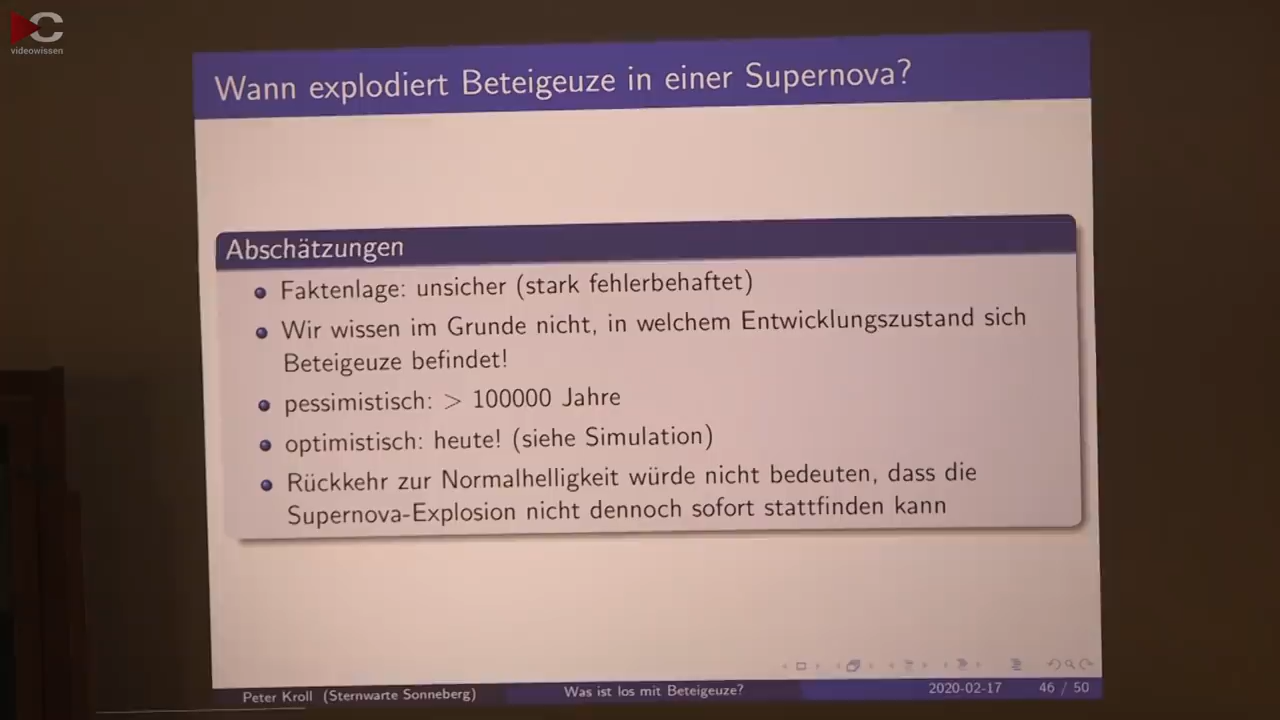 videowissen
Wann explodiert Beteigeuze in einer Supernova?
Abschätzungen
Faktenlage: unsicher (stark fehlerbehaftet)
Wir wissen im Grunde nicht, in welchem Entwicklungszustand sich
Beteigeuze befindet!
pessimistisch: > 100000 Jahre
optimistisch: heute! (siehe Simulation)
Rückkehr zur Normalhelligkeit würde nicht bedeuten, dass die
Supernova-Explosion nicht dennoch sofort stattfinden kann
Peter Kroll (Sternwarte Sonneberg) Was ist los mit Beteigeuze? 2020-02-17 46 / 50